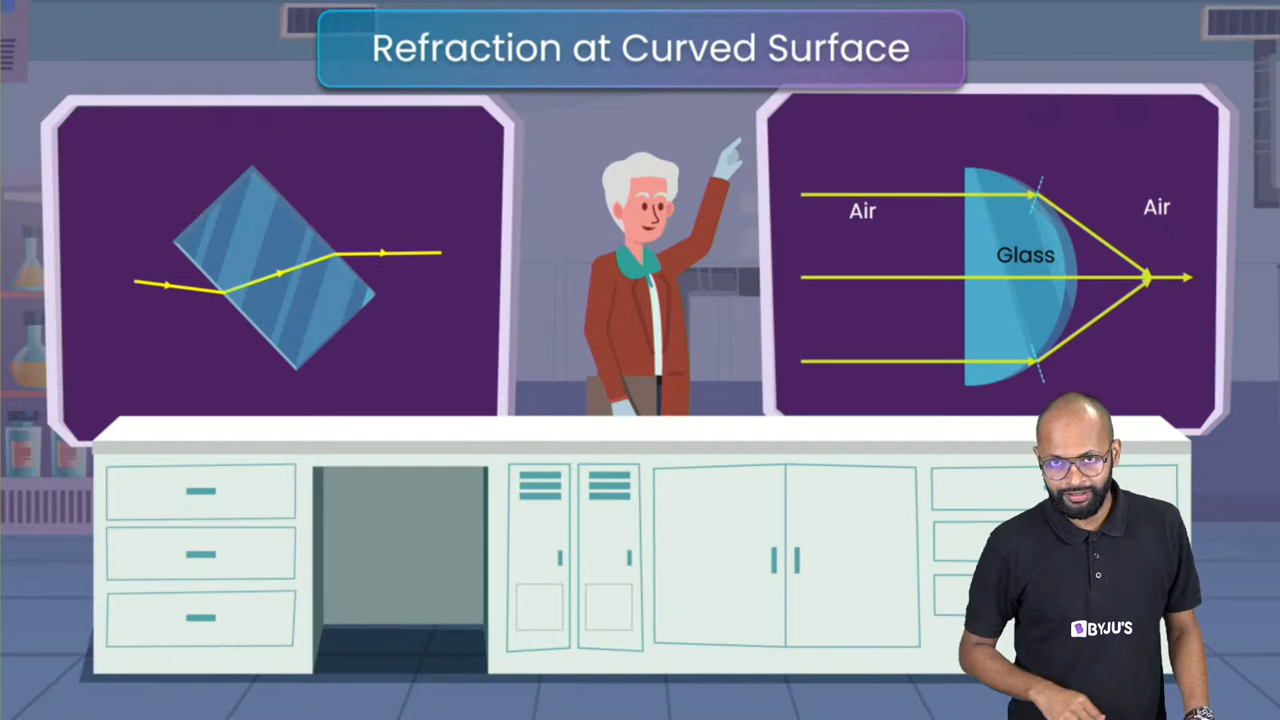 Refraction at Curved Surface
Air
Air
Glass
BYJU'S